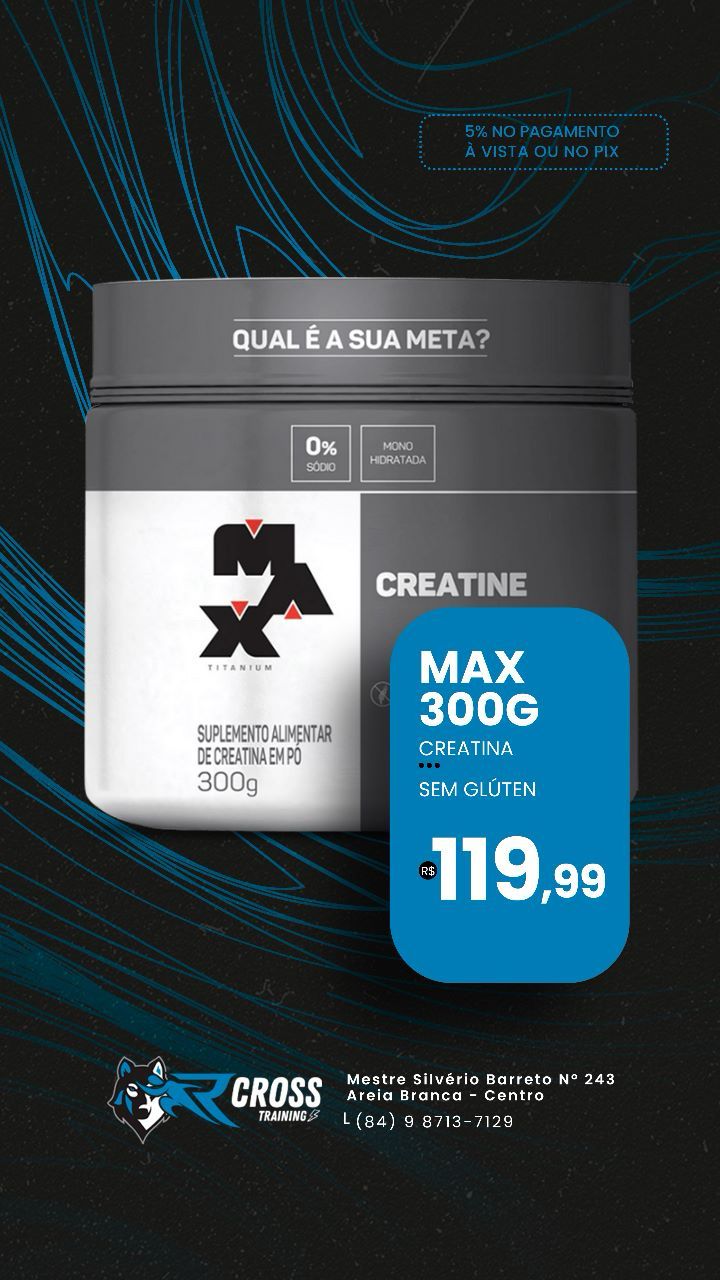 5% NO PAGAMENTO
À VISTA OU NO PIX
QUAL É A SUA META?
0%
SÓDIO
MONO
HIDRATADA
MAX
TITANIUM
CREATINE
SUPLEMENTO ALIMENTAR
DE CREATINA EM PÓ
300g
MAX
300G
CREATINA
SEM GLÚTEN
R$119,99
R CROSS
TRAINING
Mestre Silvério Barreto Nº 243
Areia Branca - Centro
(84) 9 8713-7129